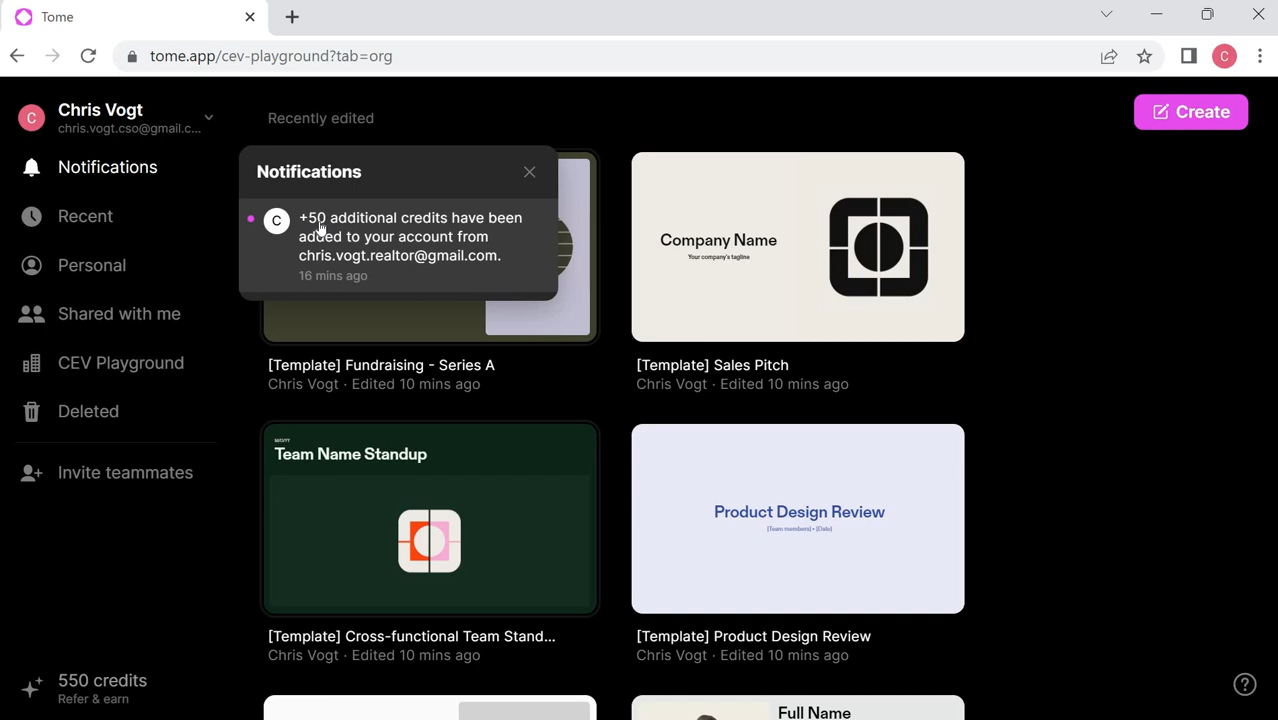 Tome
tome.app/cev-playground?tab=org
C
C
Chris Vogt
chris.vogt.cso@gmail.c...
Notifications
Recent
Personal
Shared with me
CEV Playground
Deleted
Invite teammates
550 credits
Refer & earn
Recently edited
Create
Notifications
C
+50 additional credits have been
added to your account from
chris.vogt.realtor@gmail.com.
16 mins ago
[Template] Fundraising - Series A
Chris Vogt · Edited 10 mins ago
Company Name
Your company's tagline
[Template] Sales Pitch
Chris Vogt · Edited 10 mins ago
Team Name Standup
[Template] Cross-functional Team Stand...
Chris Vogt · Edited 10 mins ago
Product Design Review
[Team members] • [Date]
[Template] Product Design Review
Chris Vogt · Edited 10 mins ago
Full Name